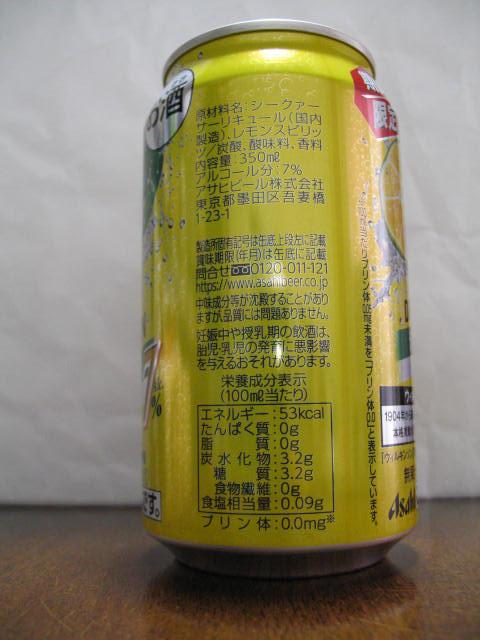 の酒
原材料名:シークァー
サーリキュール(国内
製造)、レモンスピリッ
ツ/炭酸、酸味料、香料
内容量:350ml
アルコール分:7%
アサヒビール株式会社
東京都墨田区吾妻橋
1-23-1
製造所固有記号は缶底上段左に記載
賞味期限(年月)は缶底に記載
問合せ 0120-011-121
https://www.asahibeer.co.jp
中味成分等が沈殿することがあり
ますが、品質には問題ありません。
妊娠中や授乳期の飲酒は、
胎児・乳児の発育に悪影響
を与えるおそれがあります。
栄養成分表示
(100ml当たり)
エネルギー:53kcal
たんぱく質:0g
脂質:0g
炭水化物:3.2g
糖質:3.2g
食物繊維:0g
食塩相当量:0.09g
プリン体:0.0mg※
7
%
です。
限定
Asahi